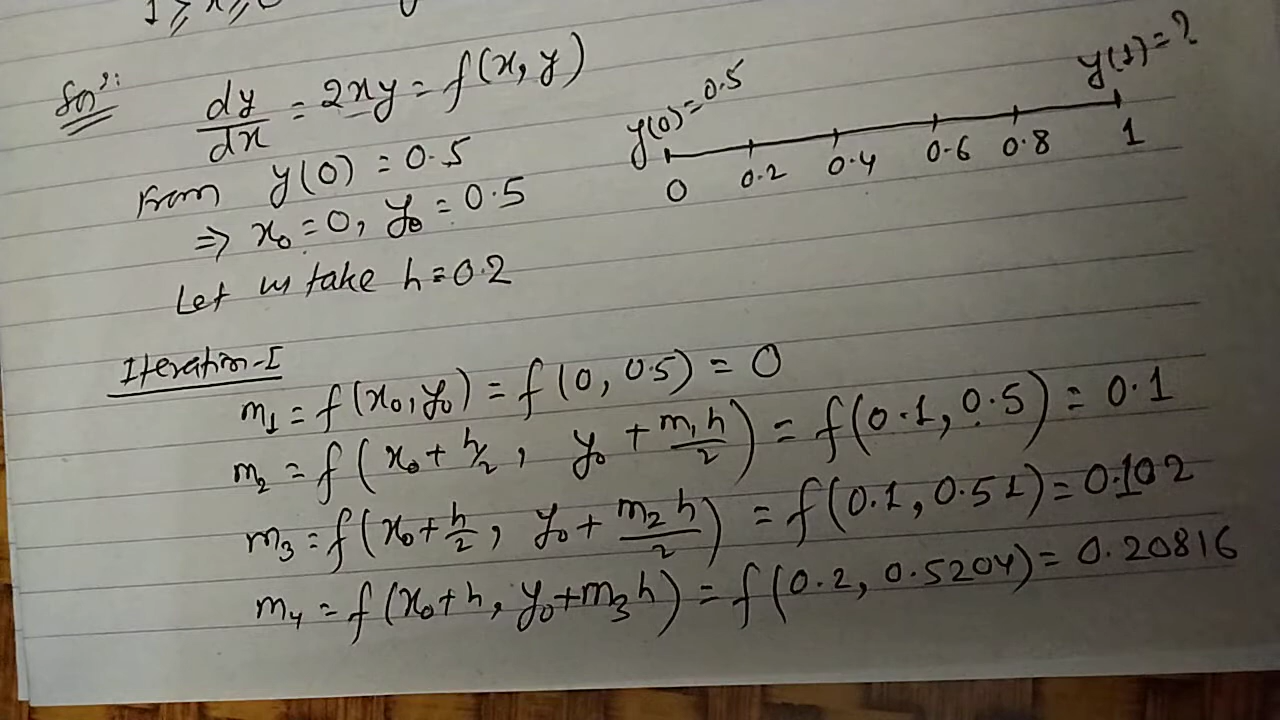 1 ≥ x ≥ 0
Solⁿ:
dy/dx = 2xy = f(x, y)
From y(0) = 0.5
⇒ x₀ = 0, y₀ = 0.5
Let us take h = 0.2
y(0) = 0.5 y(1) = ?
0 0.2 0.4 0.6 0.8 1
Iteration-I
m₁ = f(x₀, y₀) = f(0, 0.5) = 0
m₂ = f(x₀ + h/2, y₀ + m₁h/2) = f(0.1, 0.5) = 0.1
m₃ = f(x₀ + h/2, y₀ + m₂h/2) = f(0.1, 0.51) = 0.102
m₄ = f(x₀ + h, y₀ + m₃h) = f(0.2, 0.5204) = 0.20816